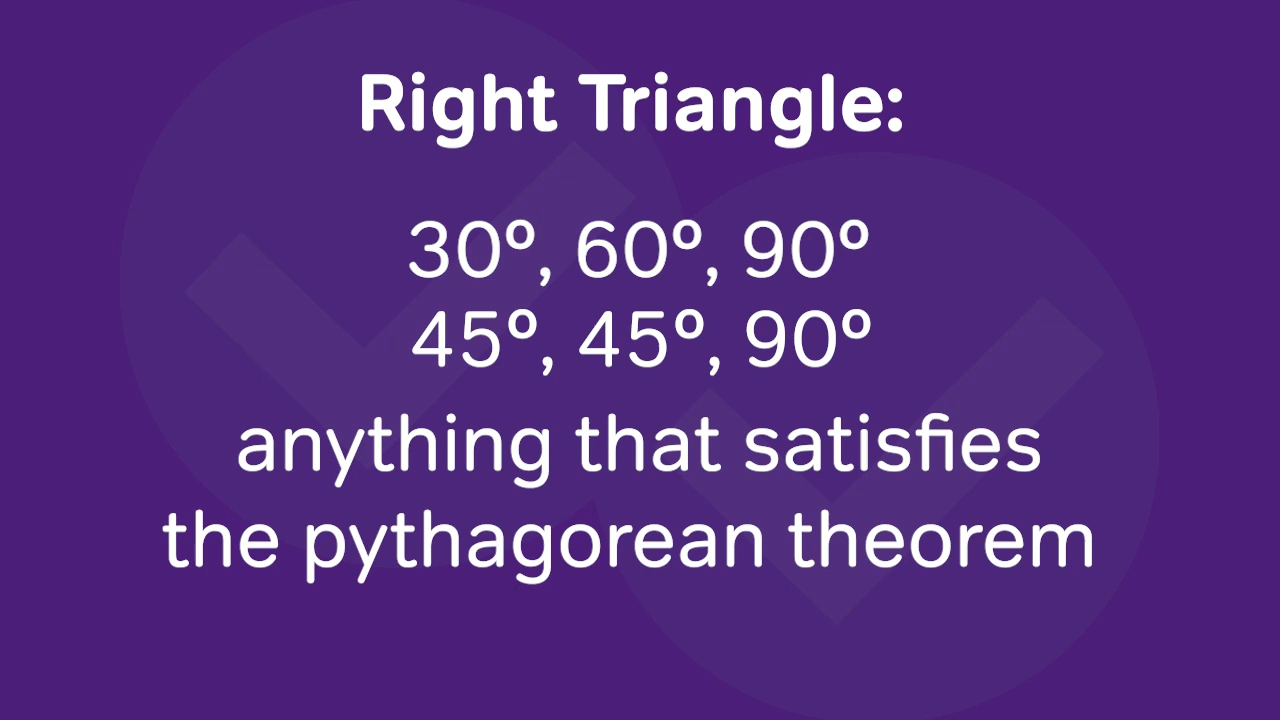 Right Triangle:
30º, 60º, 90º
45º, 45º, 90º
anything that satisfies
the pythagorean theorem